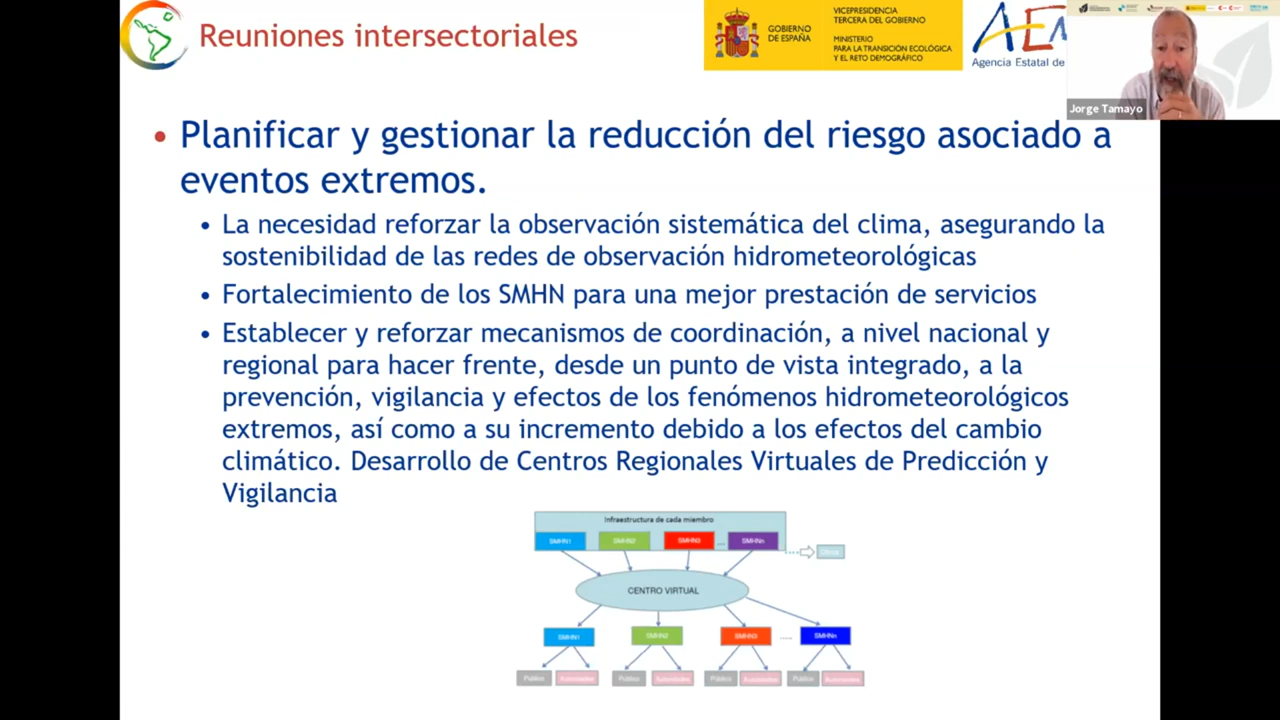 Reuniones intersectoriales
GOBIERNO
DE ESPAÑA
VICEPRESIDENCIA
TERCERA DEL GOBIERNO
MINISTERIO
PARA LA TRANSICIÓN ECOLÓGICA
Y EL RETO DEMOGRÁFICO
AEM
Agencia Estatal de
Jorge Tamayo
• Planificar y gestionar la reducción del riesgo asociado a
eventos extremos.
• La necesidad reforzar la observación sistemática del clima, asegurando la
sostenibilidad de las redes de observación hidrometeorológicas
• Fortalecimiento de los SMHN para una mejor prestación de servicios
• Establecer y reforzar mecanismos de coordinación, a nivel nacional y
regional para hacer frente, desde un punto de vista integrado, a la
prevención, vigilancia y efectos de los fenómenos hidrometeorológicos
extremos, así como a su incremento debido a los efectos del cambio
climático. Desarrollo de Centros Regionales Virtuales de Predicción y
Vigilancia
Infraestructura de cada miembro
SMHN1 SMHN2 SMHN3 ... SMHNn
Otros
CENTRO VIRTUAL
SMHN1 SMHN2 SMHN3 ..... SMHNn
Público Autoridades Público Autoridades Público Autoridades Público Autoridades